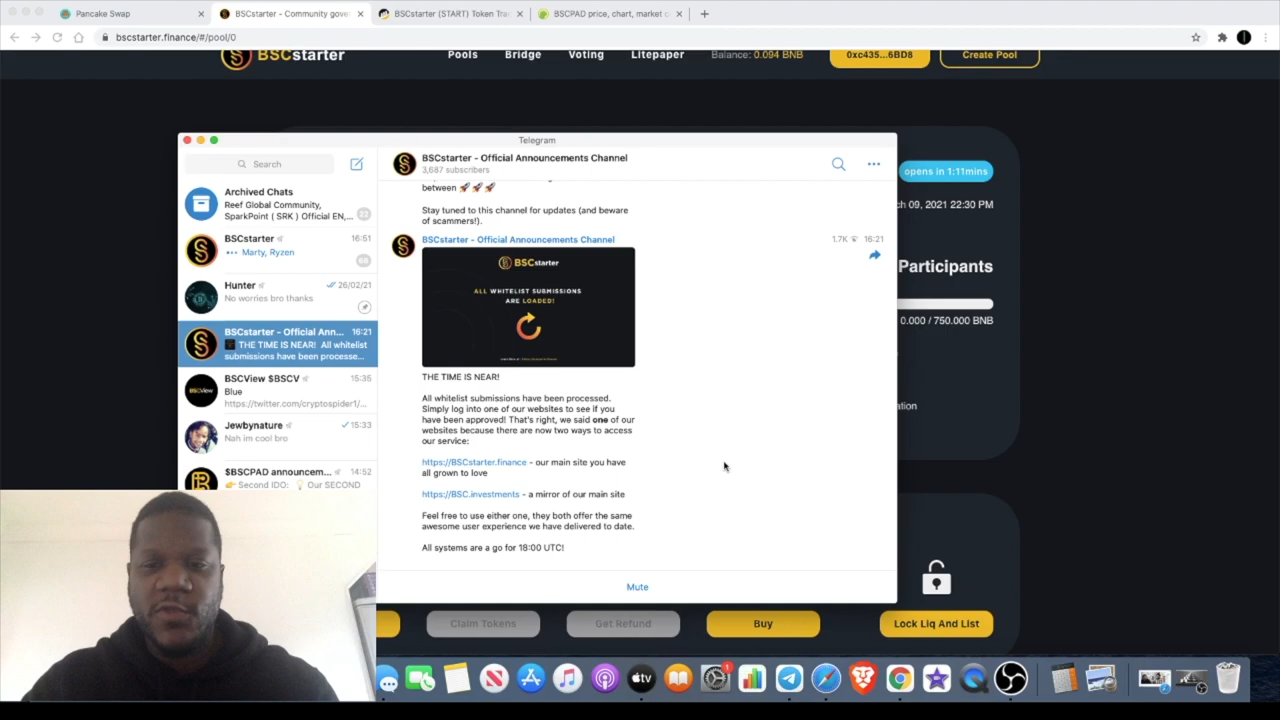 Pancake Swap
BSCstarter - Community gove
BSCstarter (START) Token Tra
BSCPAD price, chart, market c
bscstarter.finance/#/pool/0
BSCstarter
Pools
Bridge
Voting
Litepaper
Balance: 0.094 BNB
0xc435...6BD8
Create Pool
Telegram
Search
Archived Chats
Reef Global Community,
SparkPoint ( SRK ) Official EN,...
22
BSCstarter
16:51
Marty, Ryzen
68
Hunter
26/02/21
No worries bro thanks
BSCstarter - Official Ann...
16:21
THE TIME IS NEAR! All whitelist
submissions have been processe...
BSCView $BSCV
15:35
Blue
https://twitter.com/cryptospider1/...
Jewbynature
15:33
Nah im cool bro
$BSCPAD announcem...
14:52
Second IDO: Our SECOND
BSCstarter - Official Announcements Channel
3,687 subscribers
between 🚀 🚀 🚀
Stay tuned to this channel for updates (and beware
of scammers!).
BSCstarter - Official Announcements Channel
1.7K
16:21
BSCstarter
ALL WHITELIST SUBMISSIONS
ARE LOADED!
THE TIME IS NEAR!
All whitelist submissions have been processed.
Simply log into one of our websites to see if you
have been approved! That's right, we said one of our
websites because there are now two ways to access
our service:
https://BSCstarter.finance - our main site you have
all grown to love
https://BSC.investments - a mirror of our main site
Feel free to use either one, they both offer the same
awesome user experience we have delivered to date.
All systems are a go for 18:00 UTC!
Mute
opens in 1:11mins
ch 09, 2021 22:30 PM
Participants
0.000 / 750.000 BNB
ation
Claim Tokens
Get Refund
Buy
Lock Liq And List
1
tv